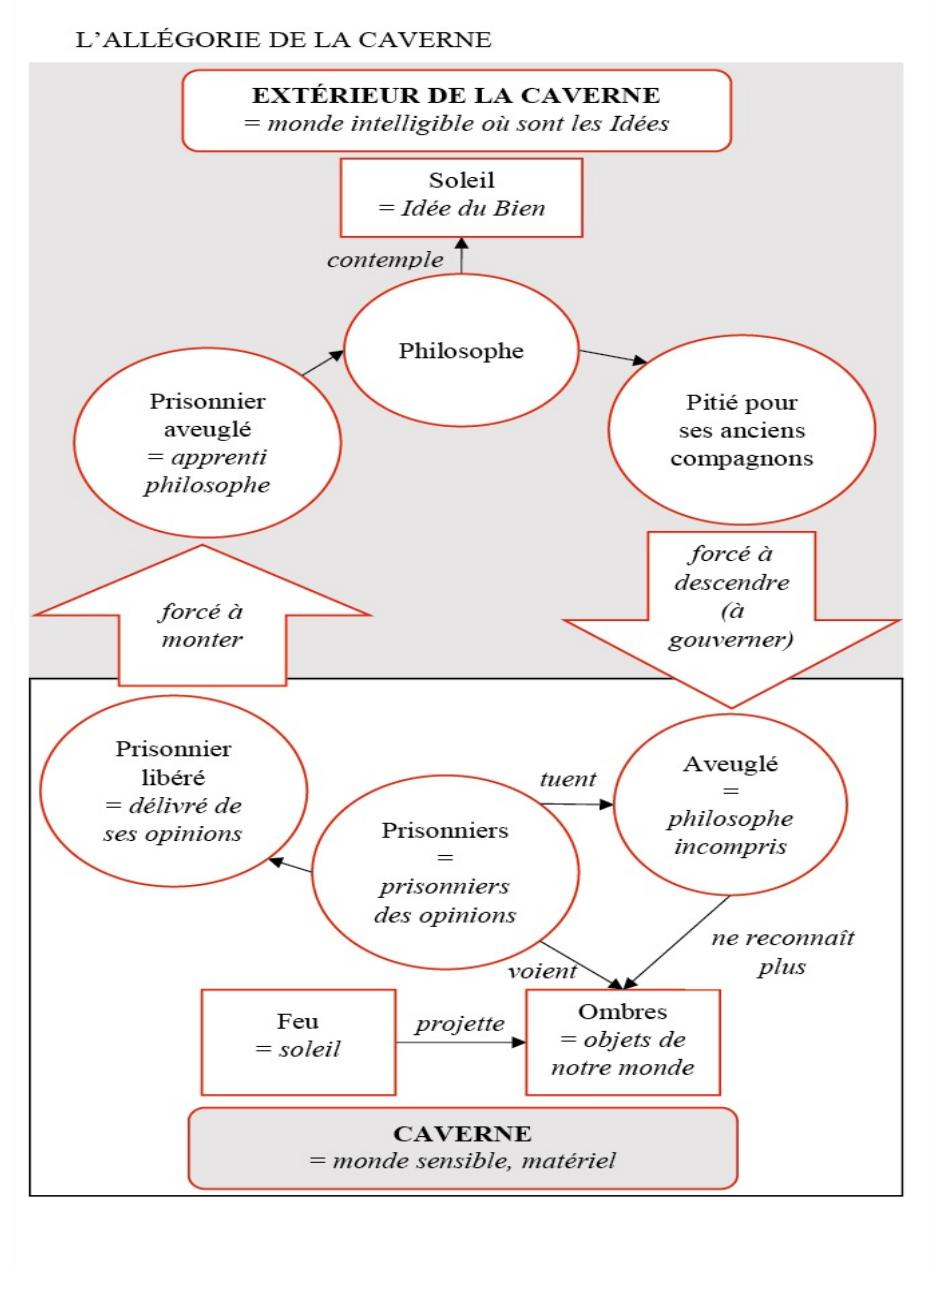 L’ALLÉGORIE DE LA CAVERNE
EXTÉRIEUR DE LA CAVERNE
= monde intelligible où sont les Idées
Soleil
= Idée du Bien
contemple
Philosophe
Prisonnier
aveuglé
= apprenti
philosophe
Pitié pour
ses anciens
compagnons
forcé à
monter
forcé à
descendre
(à
gouverner)
Prisonnier
libéré
= délivré de
ses opinions
Prisonniers
=
prisonniers
des opinions
tuent
Aveuglé
=
philosophe
incompris
voient
ne reconnaît
plus
Feu
= soleil
projette
Ombres
= objets de
notre monde
CAVERNE
= monde sensible, matériel